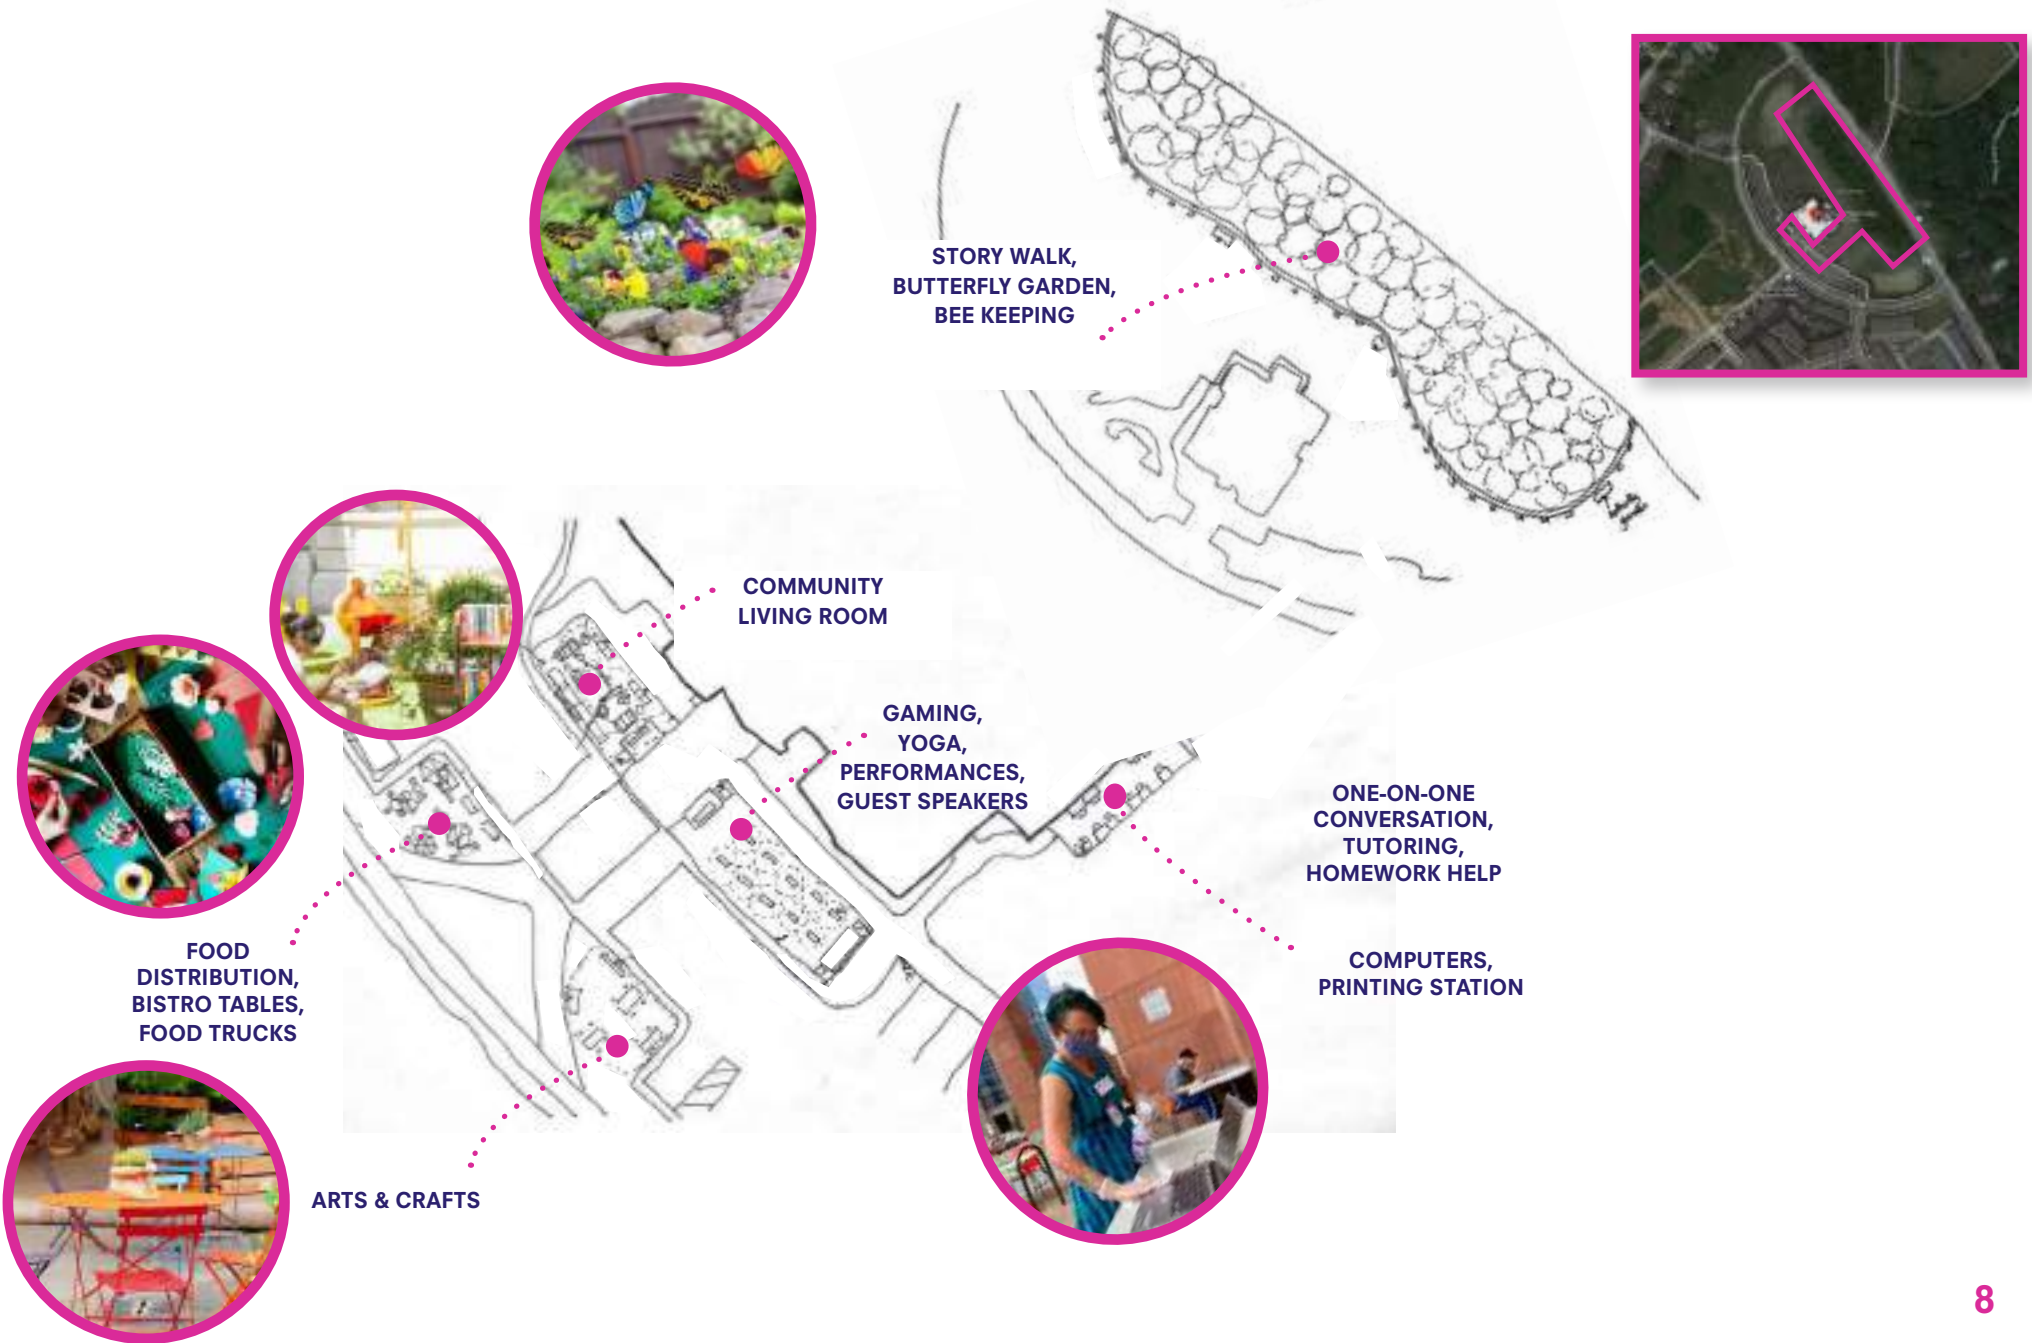 STORY WALK,
BUTTERFLY GARDEN,
BEE KEEPING
COMMUNITY
LIVING ROOM
GAMING,
YOGA,
PERFORMANCES,
GUEST SPEAKERS
ONE-ON-ONE
CONVERSATION,
TUTORING,
HOMEWORK HELP
COMPUTERS,
PRINTING STATION
FOOD
DISTRIBUTION,
BISTRO TABLES,
FOOD TRUCKS
ARTS & CRAFTS
8